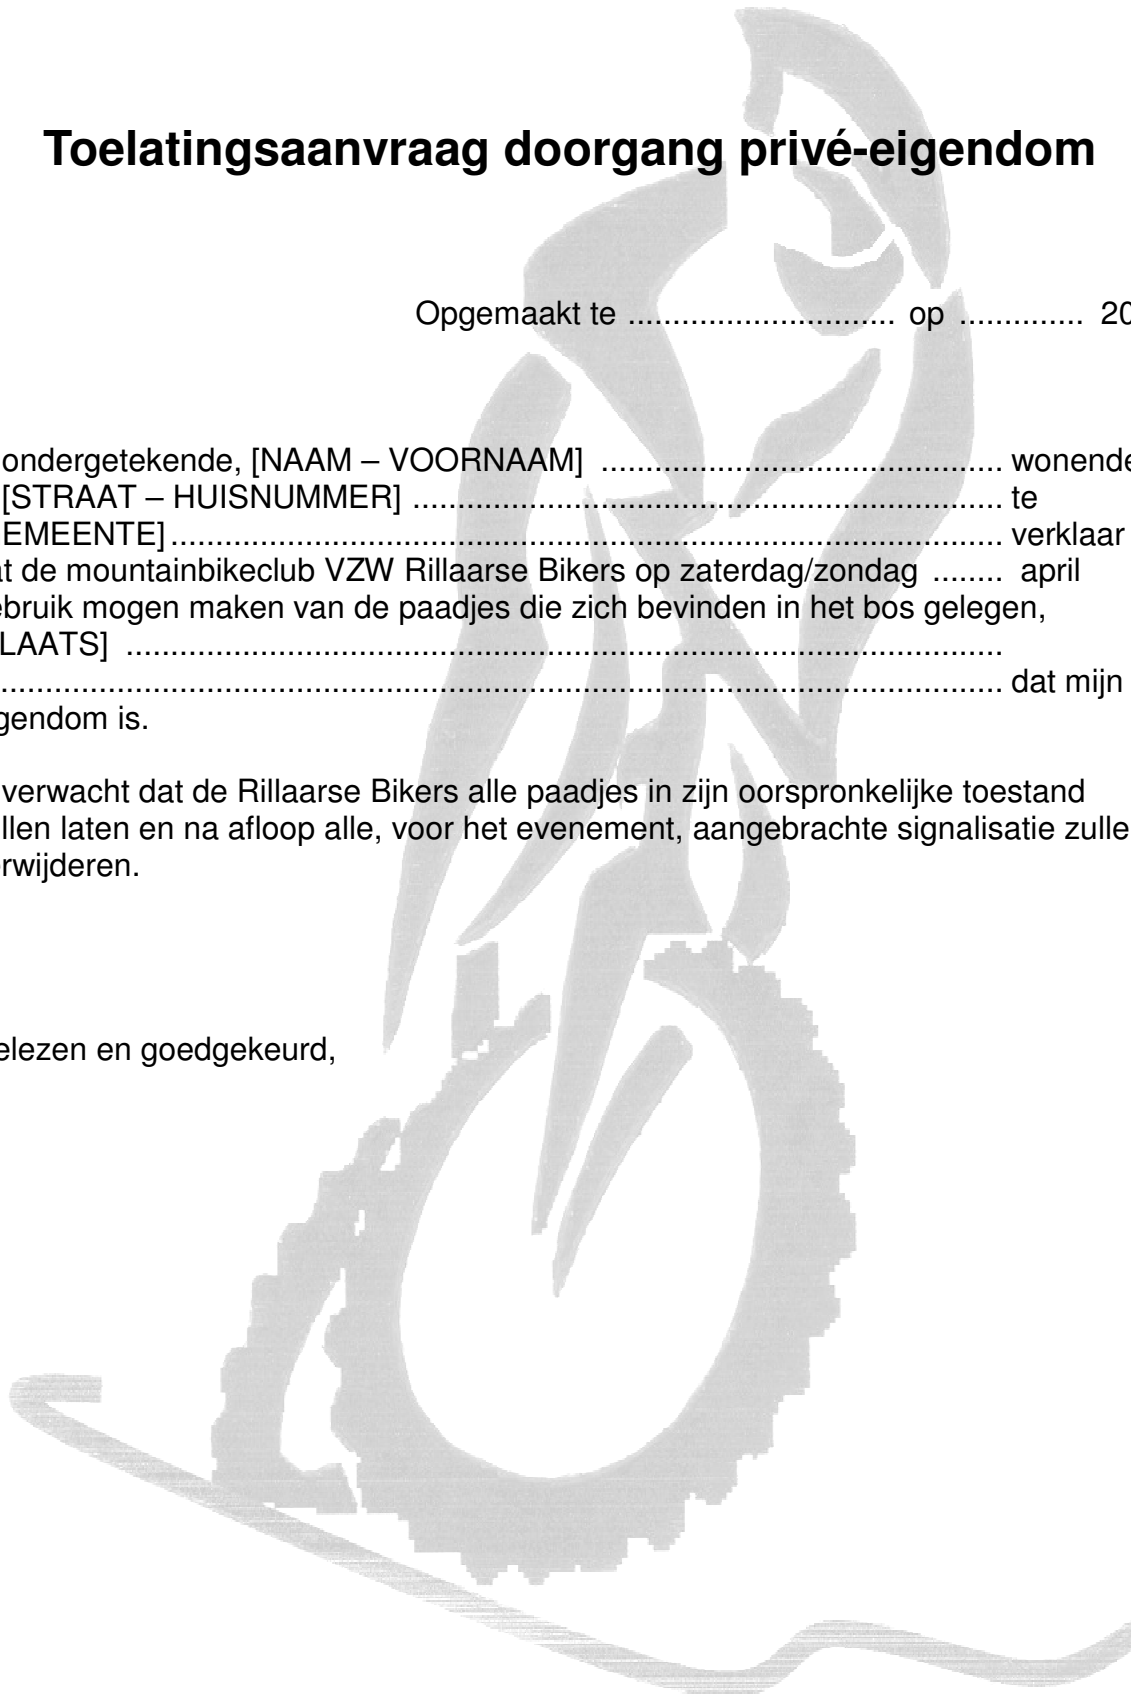 Toelatingsaanvraag doorgang privé-eigendom
Opgemaakt te .............................. op .............. 20
ondergetekende, [NAAM – VOORNAAM] ............................................. wonende
[STRAAT – HUISNUMMER] .................................................................. te
EMEENTE] ............................................................................................. verklaar
at de mountainbikeclub VZW Rillaarse Bikers op zaterdag/zondag ........ april
ebruik mogen maken van de paadjes die zich bevinden in het bos gelegen,
LAATS] ..................................................................................................
................................................................................................................ dat mijn
gendom is.
verwacht dat de Rillaarse Bikers alle paadjes in zijn oorspronkelijke toestand
llen laten en na afloop alle, voor het evenement, aangebrachte signalisatie zulle
rwijderen.
elezen en goedgekeurd,